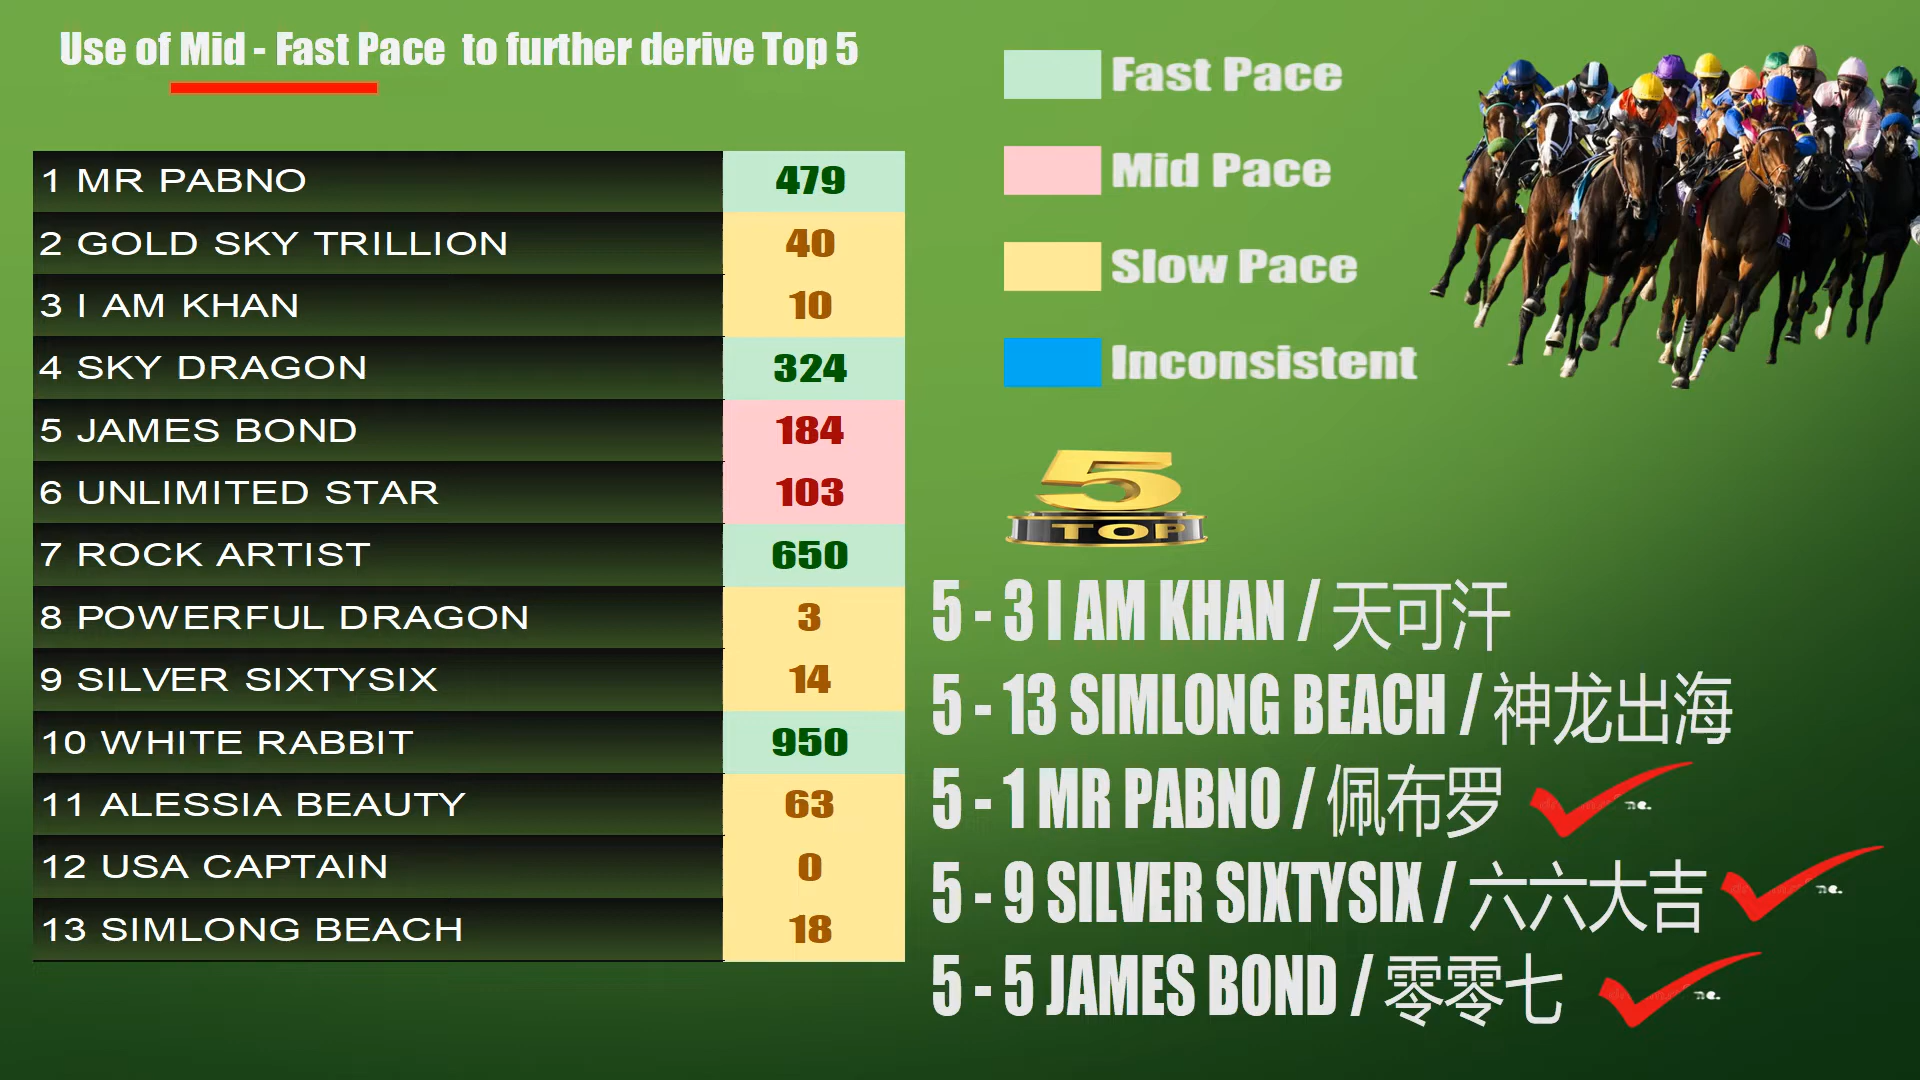 Use of Mid - Fast Pace to further derive Top 5
1 MR PABNO 479
2 GOLD SKY TRILLION 40
3 I AM KHAN 10
4 SKY DRAGON 324
5 JAMES BOND 184
6 UNLIMITED STAR 103
7 ROCK ARTIST 650
8 POWERFUL DRAGON 3
9 SILVER SIXTYSIX 14
10 WHITE RABBIT 950
11 ALESSIA BEAUTY 63
12 USA CAPTAIN 0
13 SIMLONG BEACH 18
Fast Pace
Mid Pace
Slow Pace
Inconsistent
5
TOP
5 - 3 I AM KHAN / 天可汗
5 - 13 SIMLONG BEACH / 神龙出海
5 - 1 MR PABNO / 佩布罗
5 - 9 SILVER SIXTYSIX / 六六大吉
5 - 5 JAMES BOND / 零零七